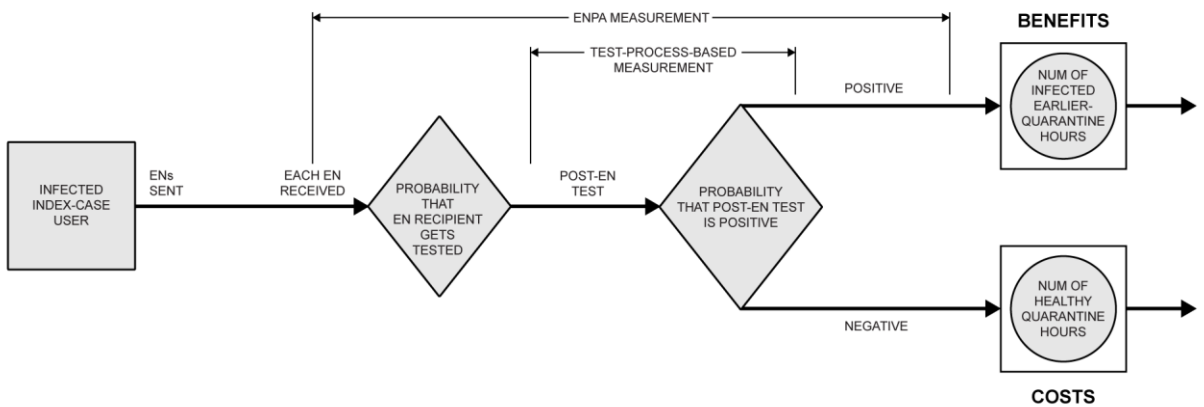 ENPA MEASUREMENT
BENEFITS
TEST-PROCESS-BASED
MEASUREMENT
POSITIVE
NUM OF
INFECTED
EARLIER-
QUARANTINE
HOURS
INFECTED
INDEX-CASE
USER
ENs
SENT
EACH EN
RECEIVED
PROBABILITY
THAT
EN RECIPIENT
GETS
TESTED
POST-EN
TEST
PROBABILITY
THAT POST-EN TEST
IS POSITIVE
NEGATIVE
NUM OF
HEALTHY
QUARANTINE
HOURS
COSTS